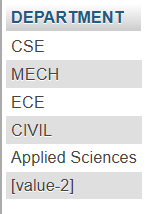 DEPARTMENT
CSE
MECH
ECE
CIVIL
Applied Sciences
[value-2]